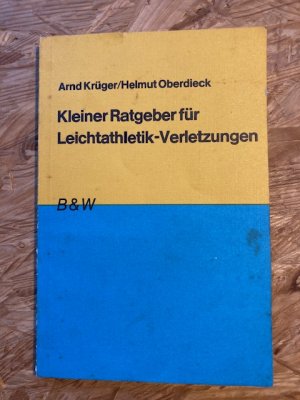 Arnd Krüger/Helmut Oberdieck
Kleiner Ratgeber für
Leichtathletik-Verletzungen
B&W